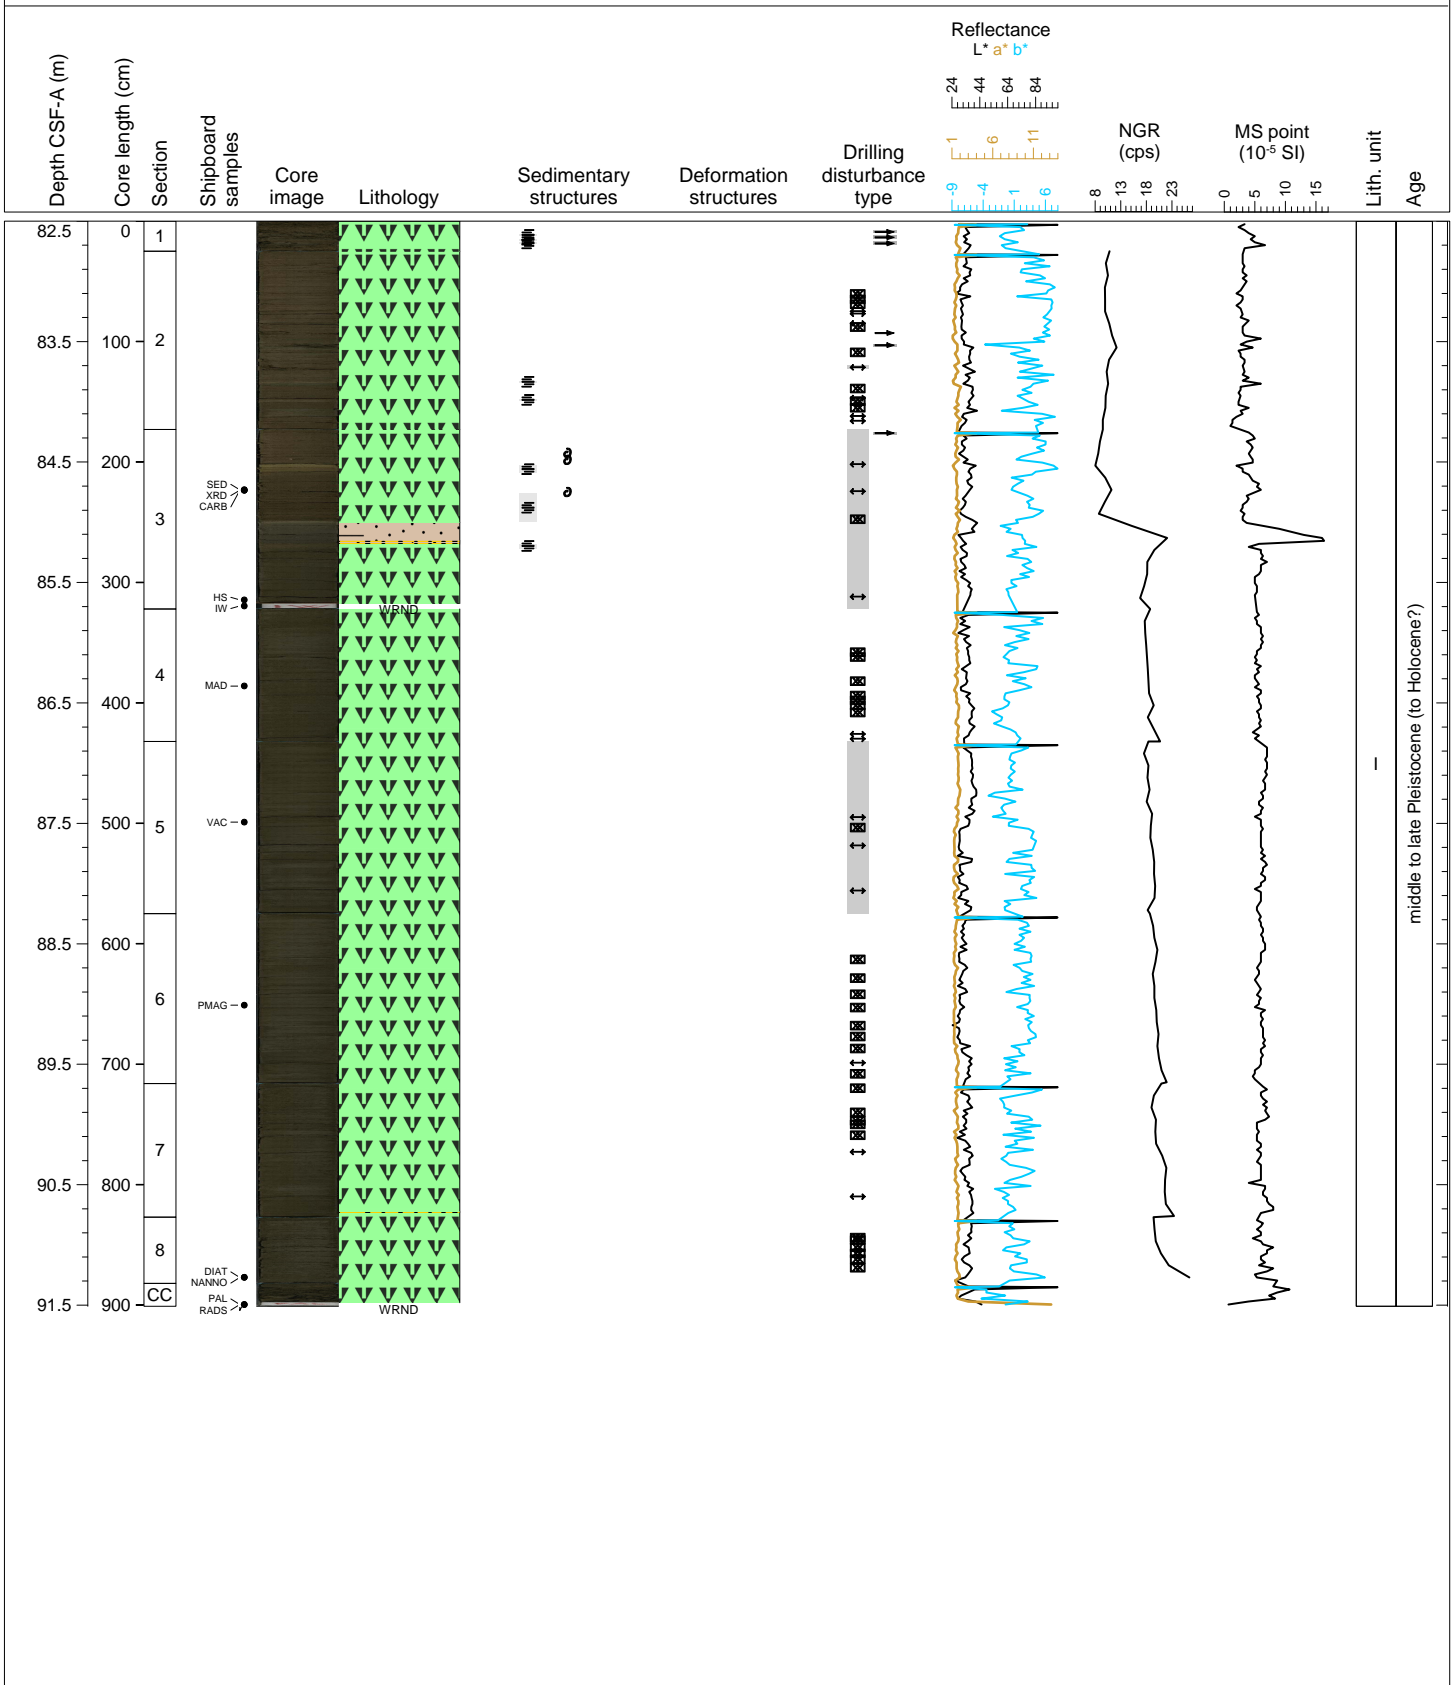 Reflectance
L* a* b*
24 44 64 84
1 6 11
-9 -4 1 6
Depth CSF-A (m)
Core length (cm)
Section
Shipboard
samples
Core
image
Lithology
Sedimentary
structures
Deformation
structures
Drilling
disturbance
type
NGR
(cps)
8 13 18 23
MS point
(10⁻⁵ SI)
0 5 10 15
Lith. unit
Age
82.5 0 1
83.5 100 2
84.5 200
SED
XRD
CARB
3
85.5 300
HS
IW
WRND
4
MAD
86.5 400
I
87.5 500 VAC
5
88.5 600
6
PMAG
89.5 700
7
90.5 800
8
DIAT
NANNO
CC
PAL
91.5 900
RADS
WRND
middle to late Pleistocene (to Holocene?)